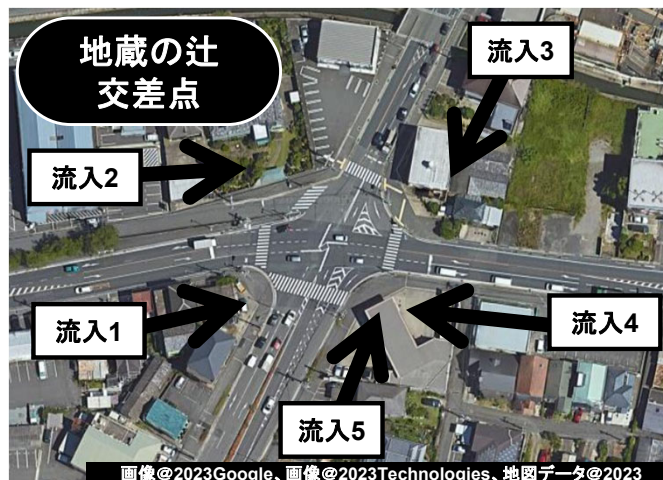 地蔵の辻
交差点
流入3
流入2
流入1
流入4
流入5
画像@2023Google、画像@2023Technologies、地図データ@2023